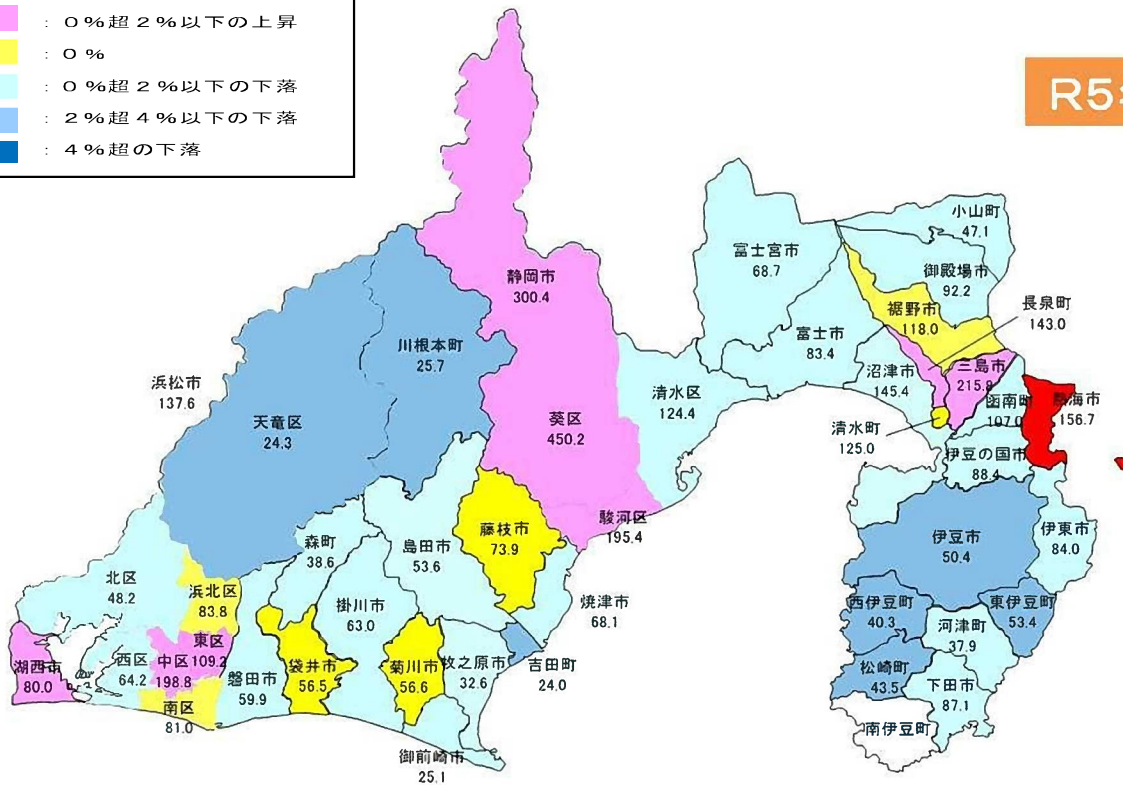 : 0%超2%以下の上昇
: 0%
: 0%超2%以下の下落
: 2%超4%以下の下落
: 4%超の下落
R5
小山町
47.1
富士宮市
68.7
御殿場市
92.2
静岡市
300.4
裾野市
118.0
長泉町
143.0
富士市
83.4
川根本町
25.7
沼津市
145.4
三島市
215.8
浜松市
137.6
清水区
124.4
函南町
107.0
熱海市
156.7
天竜区
24.3
葵区
450.2
清水町
125.0
伊豆の国市
88.4
駿河区
195.4
藤枝市
73.9
伊豆市
50.4
伊東市
84.0
森町
38.6
島田市
53.6
北区
48.2
浜北区
83.8
掛川市
63.0
焼津市
68.1
西伊豆町
40.3
東伊豆町
53.4
河津町
37.9
東区
109.2
湖西市
80.0
西区
64.2
中区
198.8
磐田市
59.9
袋井市
56.5
菊川市
56.6
牧之原市
32.6
吉田町
24.0
松崎町
43.5
下田市
87.1
南区
81.0
南伊豆町
御前崎市
25.1